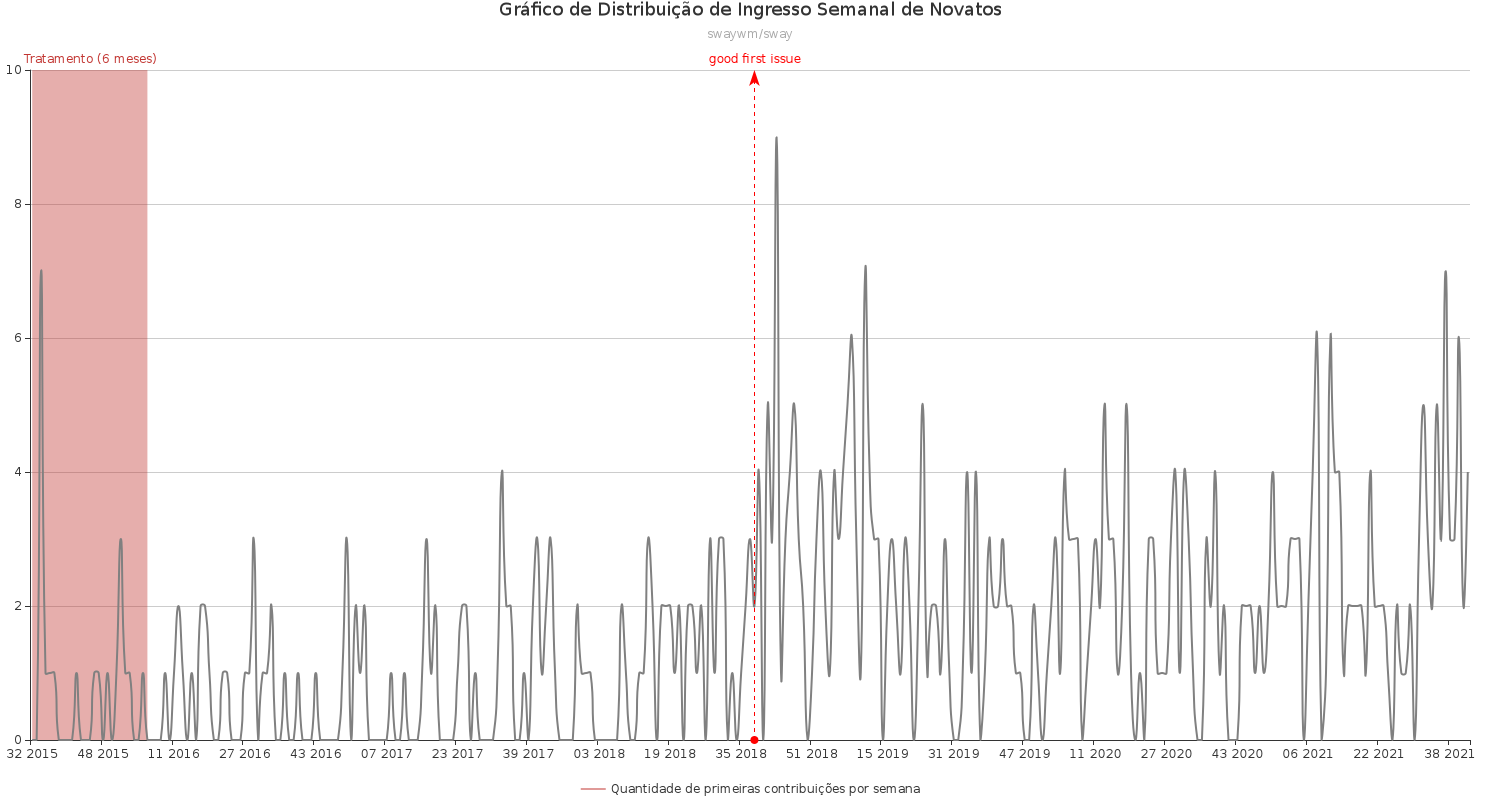 Gráfico de Distribuição de Ingresso Semanal de Novatos
swaywm/sway
Tratamento (6 meses)
good first issue
10
8
6
4
2
0
32 2015 48 2015 11 2016 27 2016 43 2016 07 2017 23 2017 39 2017 03 2018 19 2018 35 2018 51 2018 15 2019 31 2019 47 2019 11 2020 27 2020 43 2020 06 2021 22 2021 38 2021
Quantidade de primeiras contribuições por semana